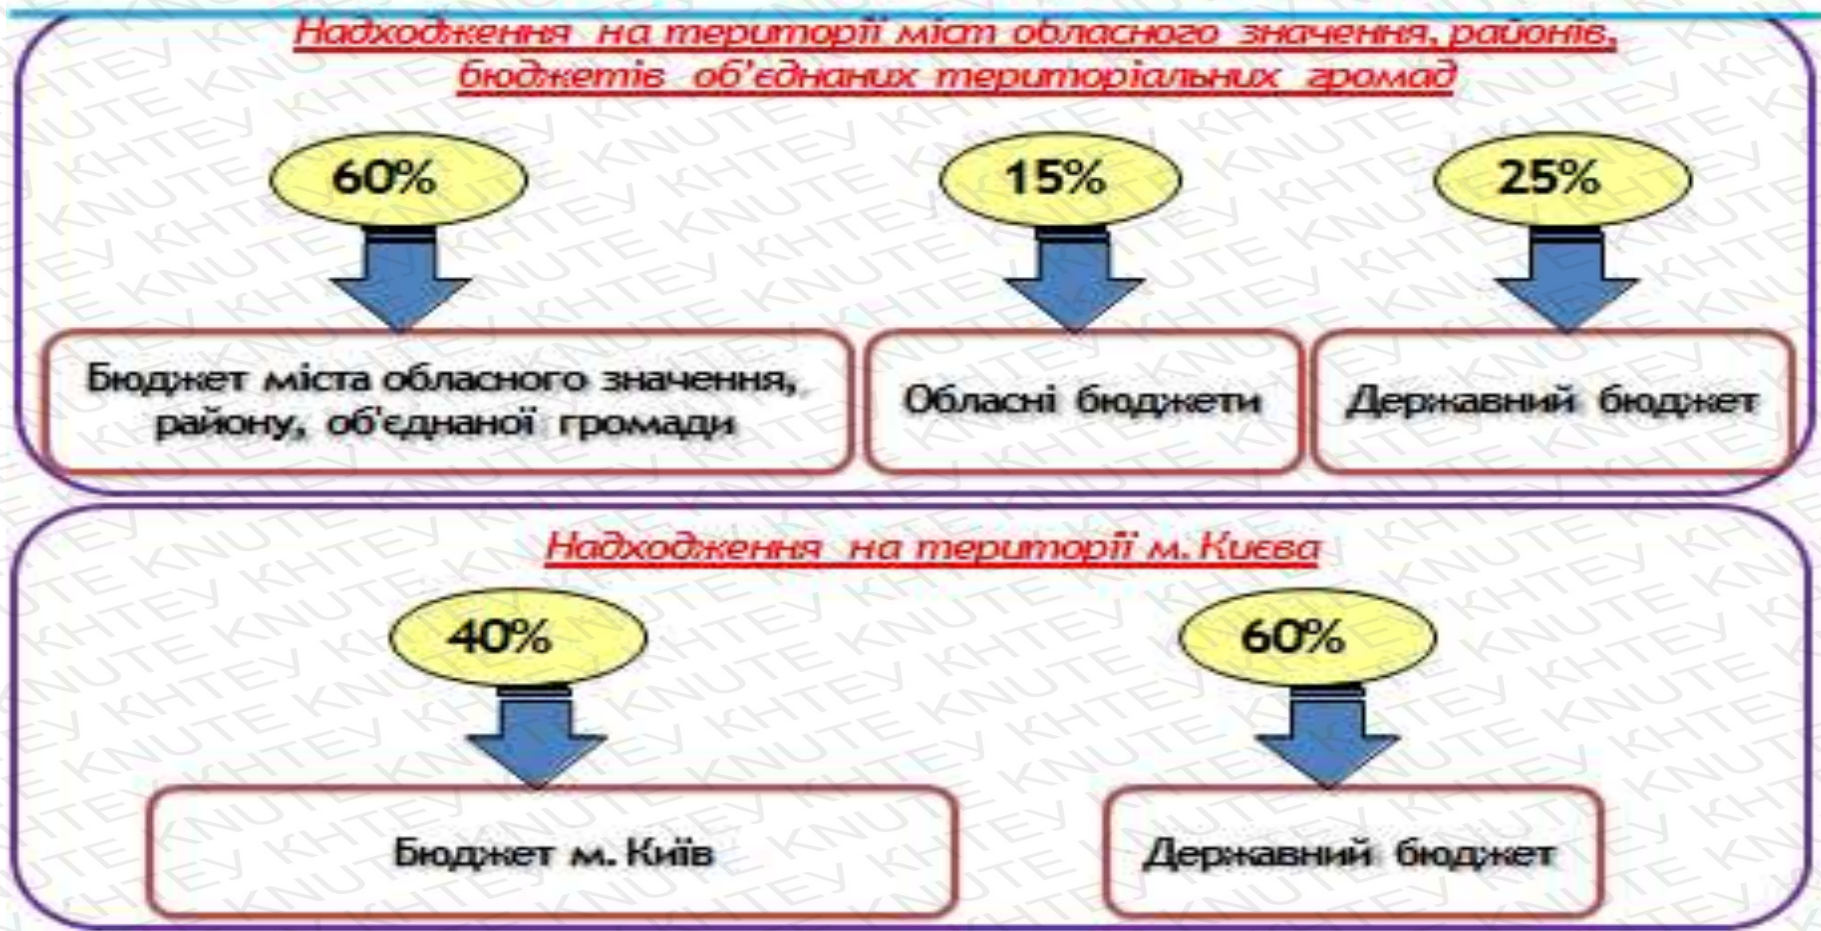 Надходження на території міст обласного значення, районів,
бюджетів об'єднаних територіальних громад
60%
15%
25%
Бюджет міста обласного значення,
району, об'єднаної громади
Обласні бюджети
Державний бюджет
Надходження на території м. Києва
40%
60%
Бюджет м. Київ
Державний бюджет